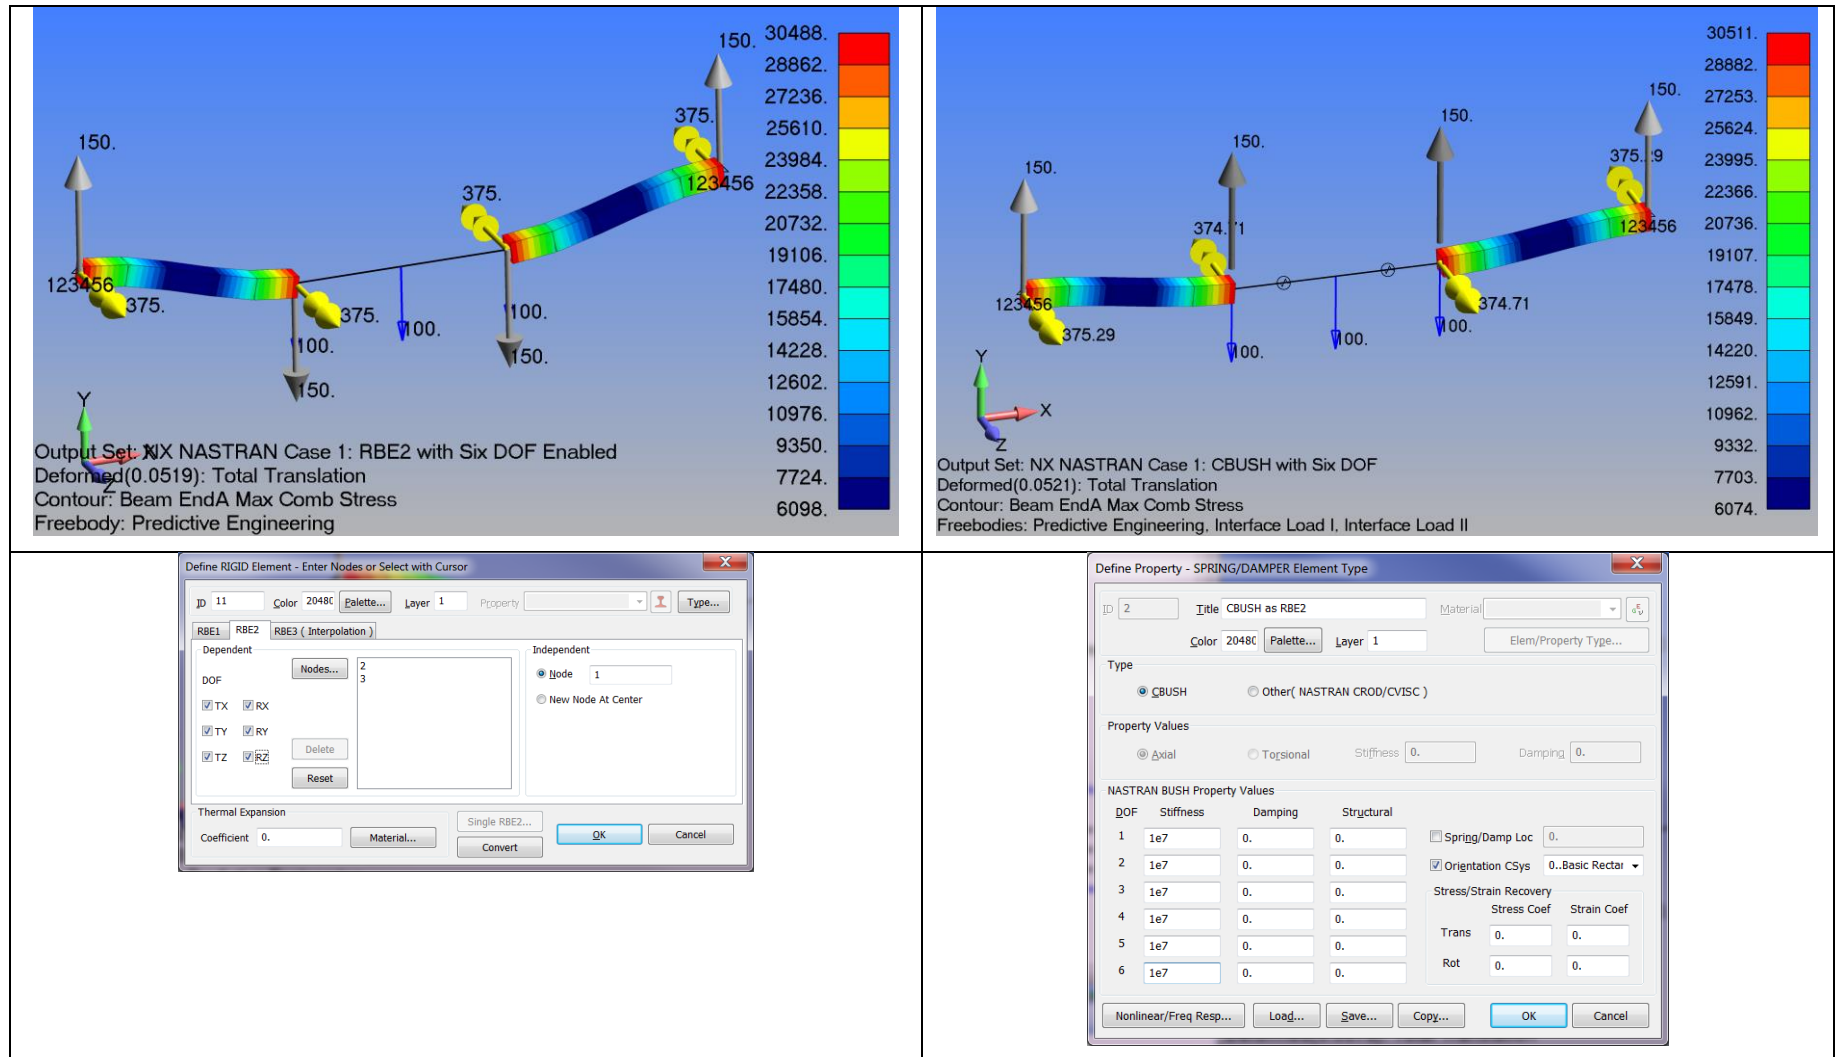 150.
150.
375.
375.
123456
123456
375.
375.
100.
100.
100.
150.
150.
Y
X
Z
Output Set: NX NASTRAN Case 1: RBE2 with Six DOF Enabled
Deformed(0.0519): Total Translation
Contour: Beam EndA Max Comb Stress
Freebody: Predictive Engineering
30488.
28862.
27236.
25610.
23984.
22358.
20732.
19106.
17480.
15854.
14228.
12602.
10976.
9350.
7724.
6098.
150.
150.
150.
150.
375.29
374.71
123456
123456
375.29
374.71
100.
100.
100.
Y
X
Z
Output Set: NX NASTRAN Case 1: CBUSH with Six DOF
Deformed(0.0521): Total Translation
Contour: Beam EndA Max Comb Stress
Freebodies: Predictive Engineering, Interface Load I, Interface Load II
30511.
28882.
27253.
25624.
23995.
22366.
20736.
19107.
17478.
15849.
14220.
12591.
10962.
9332.
7703.
6074.
Define RIGID Element - Enter Nodes or Select with Cursor
ID 11 Color 2048( Palette... Layer 1 Property Type...
RBE1 RBE2 RBE3 ( Interpolation )
Dependent
DOF
TX RX
TY RY
TZ RZ
Nodes...
Delete
Reset
2
3
Independent
Node 1
New Node At Center
Thermal Expansion
Coefficient 0. Material...
Single RBE2...
Convert
OK
Cancel
Define Property - SPRING/DAMPER Element Type
ID 2 Title CBUSH as RBE2 Material
Color 2048( Palette... Layer 1 Elem/Property Type...
Type
CBUSH Other( NASTRAN CROD/CVISC )
Property Values
Axial Torsional Stiffness 0. Damping 0.
NASTRAN BUSH Property Values
DOF Stiffness Damping Structural
1 1e7 0. 0.
2 1e7 0. 0.
3 1e7 0. 0.
4 1e7 0. 0.
5 1e7 0. 0.
6 1e7 0. 0.
Spring/Damp Loc 0.
Orientation CSys 0..Basic Rectar
Stress/Strain Recovery
Stress Coef Strain Coef
Trans 0. 0.
Rot 0. 0.
Nonlinear/Freq Resp... Load... Save... Copy... OK Cancel